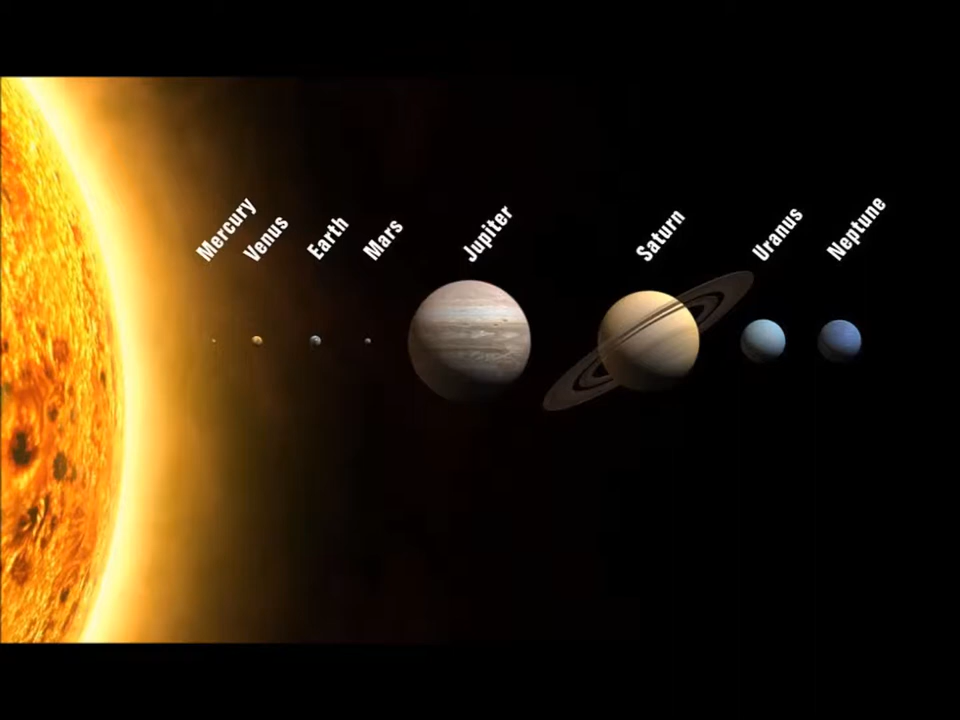 Mercury
Venus
Earth
Mars
Jupiter
Saturn
Uranus
Neptune